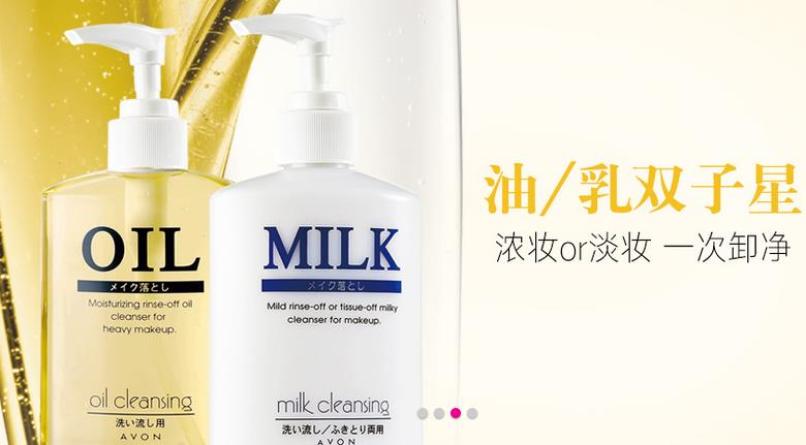 OIL
メイク落とし
Moisturizing rinse-off oil
cleanser for
heavy makeup.
oil cleansing
洗い流し用
AVON
MILK
メイク落とし
Mild rinse-off or tissue-off milky
cleanser for makeup.
milk cleansing
洗い流し/ふきとり両用
AVON
油/乳双子星
浓妆or淡妆 一次卸净